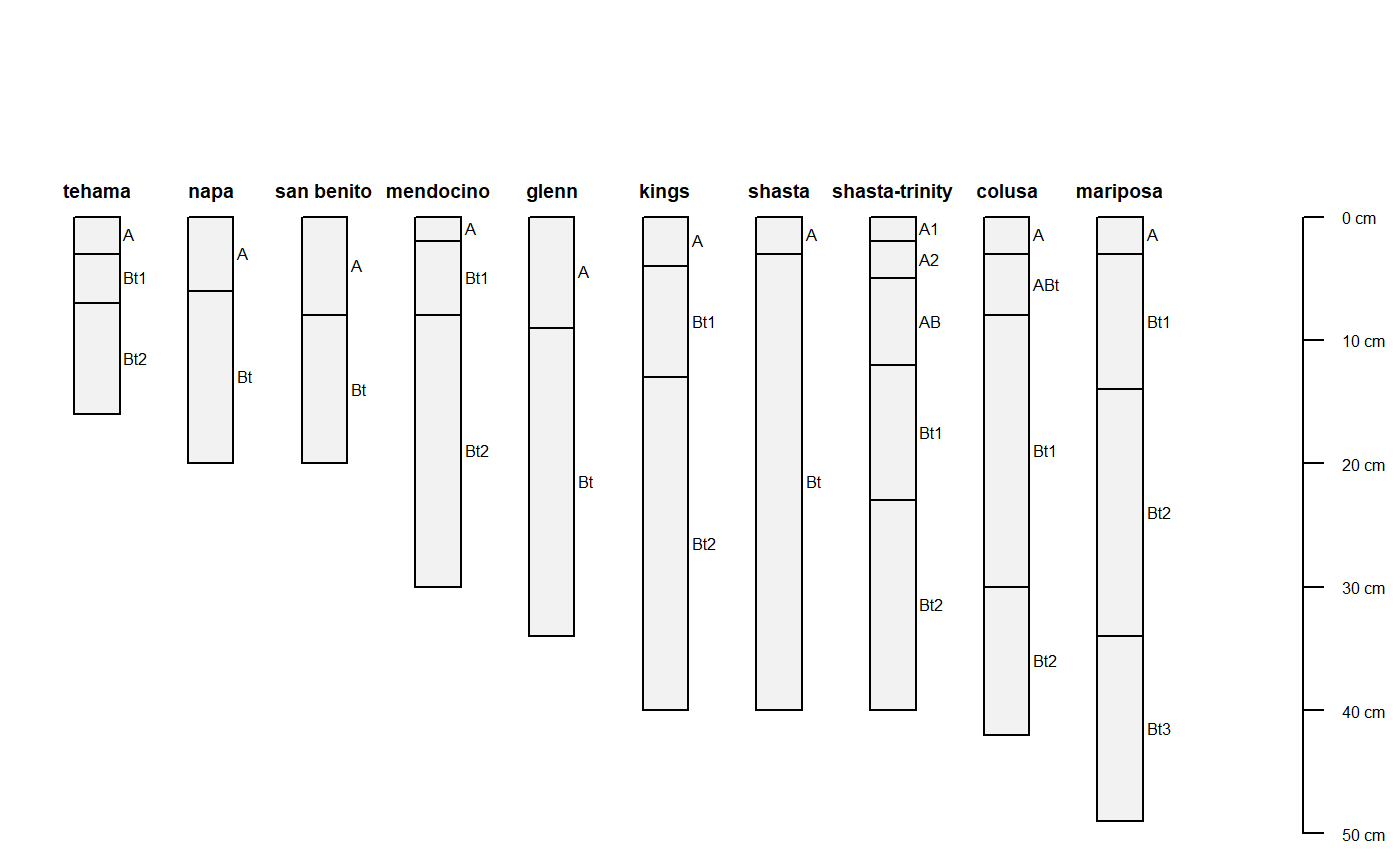 tehama
napa
san benito
mendocino
glenn
kings
shasta
shasta-trinity
colusa
mariposa
A
Bt1
Bt2
A
Bt
A
Bt
A
Bt1
Bt2
A
Bt
A
Bt1
Bt2
A
Bt
A1
A2
AB
Bt1
Bt2
A
ABt
Bt1
Bt2
A
Bt1
Bt2
Bt3
0 cm
10 cm
20 cm
30 cm
40 cm
50 cm